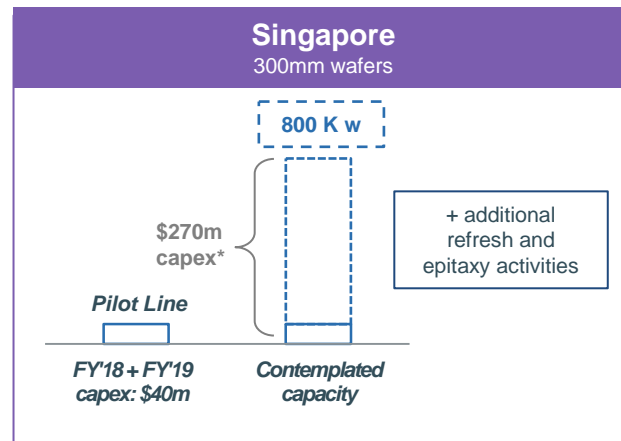 Singapore
300mm wafers
800 K w
$270m
capex*
+ additional
refresh and
epitaxy activities
Pilot Line
FY'18 + FY'19
capex: $40m
Contemplated
capacity